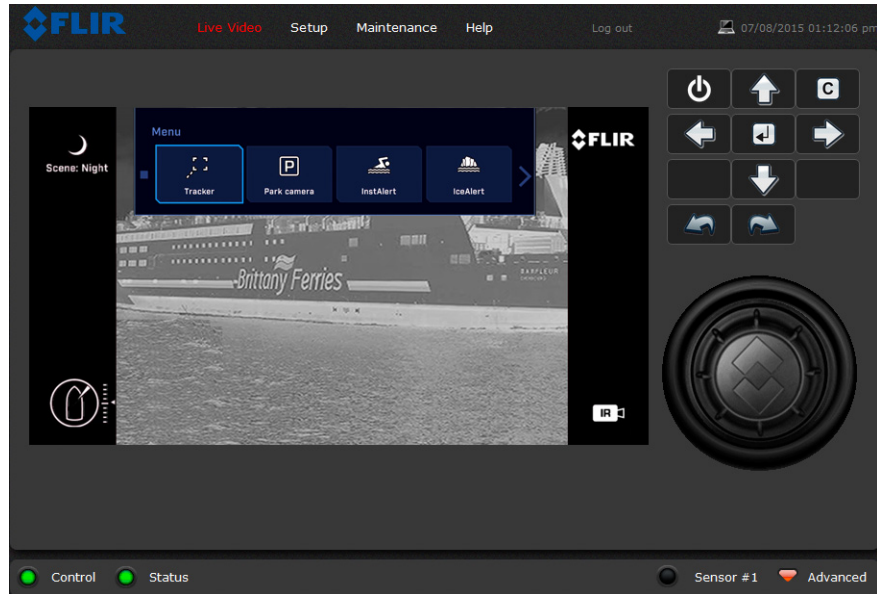 FLIR
Live Video Setup Maintenance Help Log out 07/08/2015 01:12:06 pm
C
Menu
FLIR
Scene: Night
P
Tracker Park camera InstAlert IceAlert
BARFLEUR
Brittany Ferries
IR
Control Status Sensor #1 Advanced